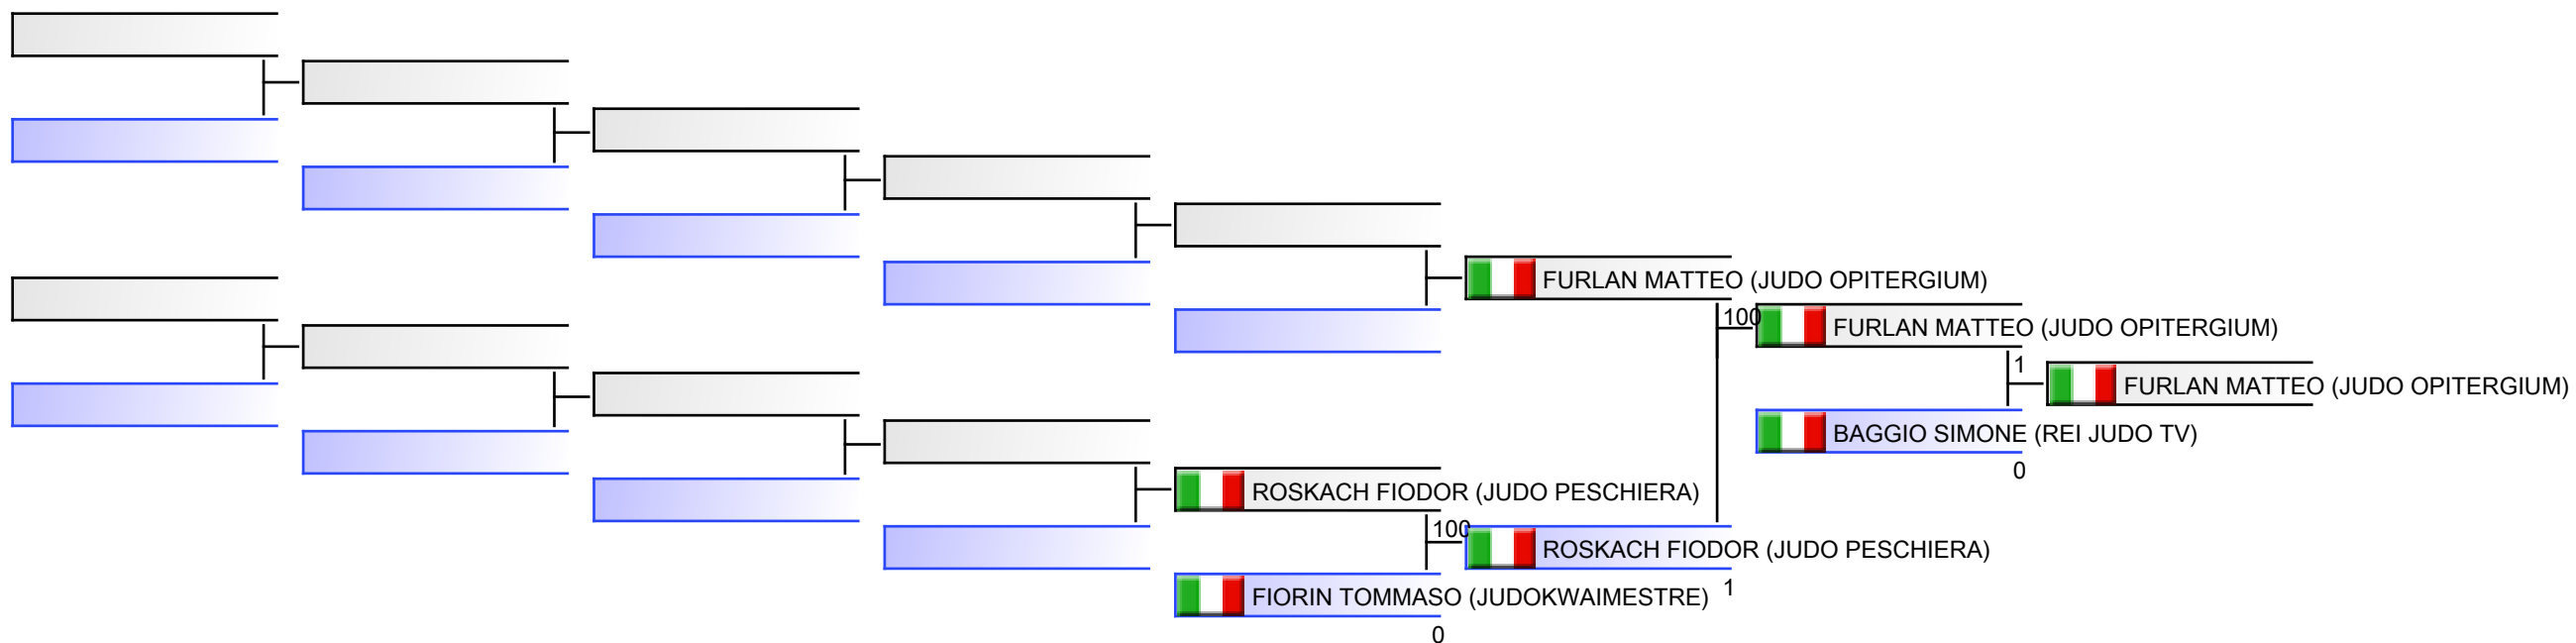 FURLAN MATTEO (JUDO OPITERGIUM)
100
FURLAN MATTEO (JUDO OPITERGIUM)
1
FURLAN MATTEO (JUDO OPITERGIUM)
BAGGIO SIMONE (REI JUDO TV)
0
ROSKACH FIODOR (JUDO PESCHIERA)
100
ROSKACH FIODOR (JUDO PESCHIERA)
1
FIORIN TOMMASO (JUDOKWAIMESTRE)
0